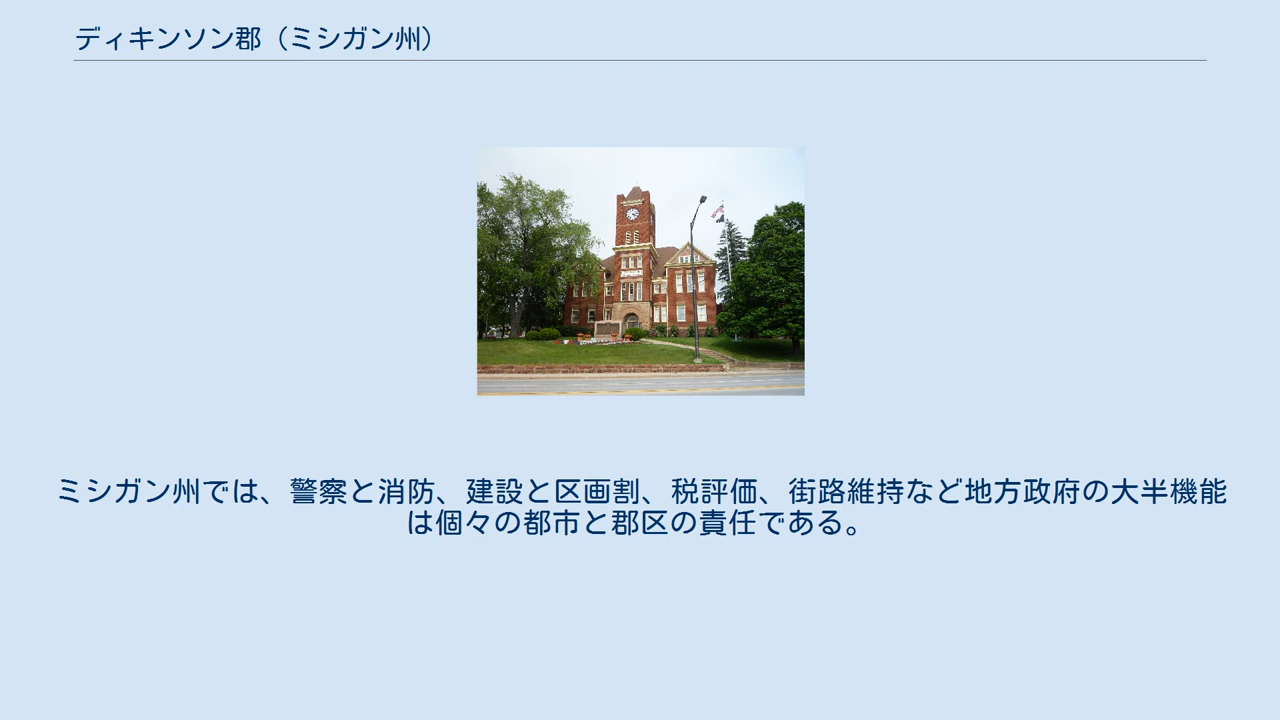 ディキンソン郡（ミシガン州）
ミシガン州では、警察と消防、建設と区画割、税評価、街路維持など地方政府の大半機能
は個々の都市と郡区の責任である。